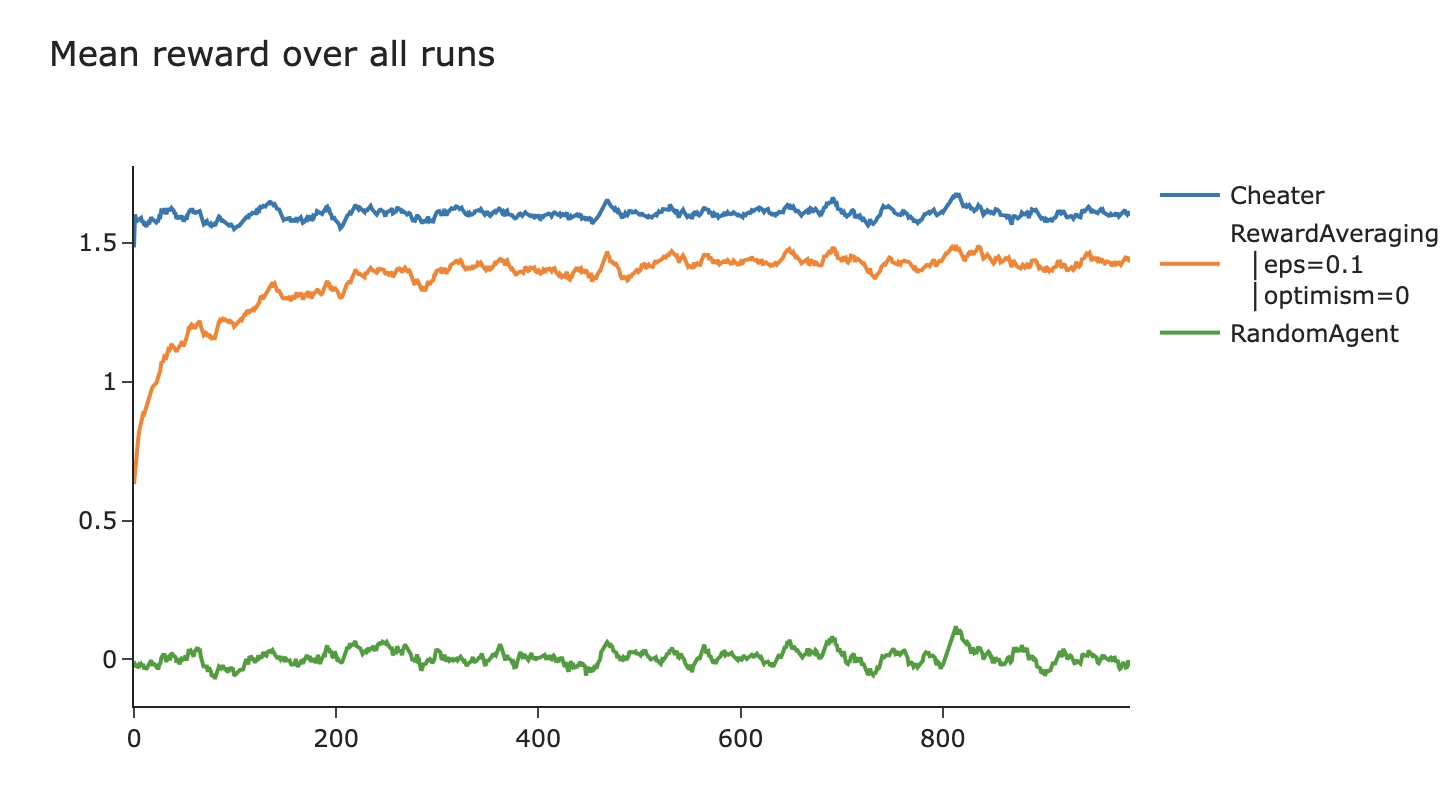 Mean reward over all runs
1.5
1
0.5
0
0
200
400
600
800
Cheater
RewardAveraging
|eps=0.1
|optimism=0
RandomAgent